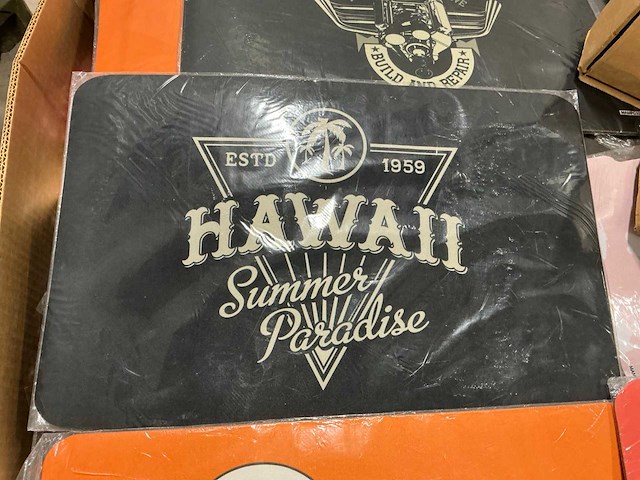 BUILD AND REPAIR
ESTD 1959
HAWAII
Summer
Paradise